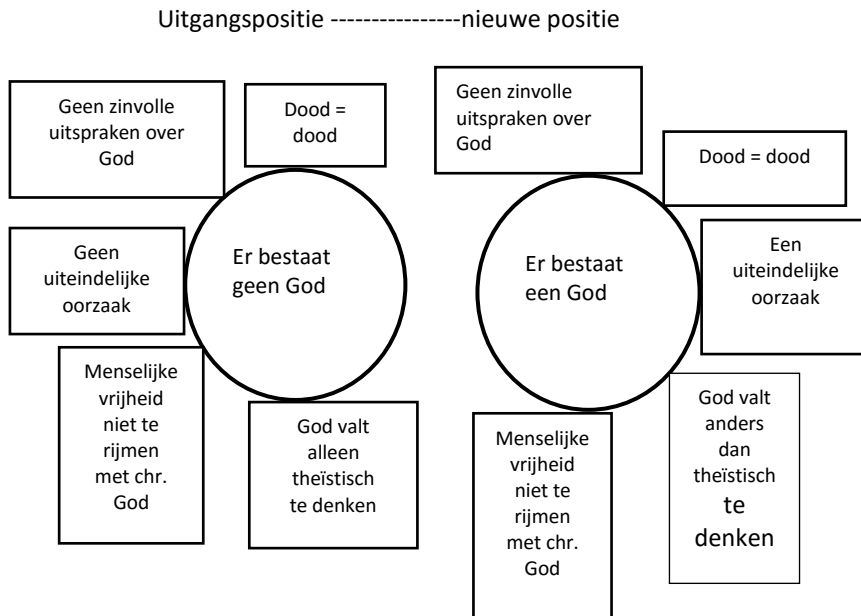 Uitgangspositie ----------------nieuwe positie
Geen zinvolle
uitspraken over
God
Dood =
dood
Geen
uiteindelijke
oorzaak
Er bestaat
geen God
Menselijke
vrijheid
niet te
rijmen
met chr.
God
God valt
alleen
theïstisch
te denken
Geen zinvolle
uitspraken over
God
Dood = dood
Er bestaat
een God
Een
uiteindelijke
oorzaak
Menselijke
vrijheid
niet te
rijmen
met chr.
God
God valt
anders
dan
theïstisch
te
denken